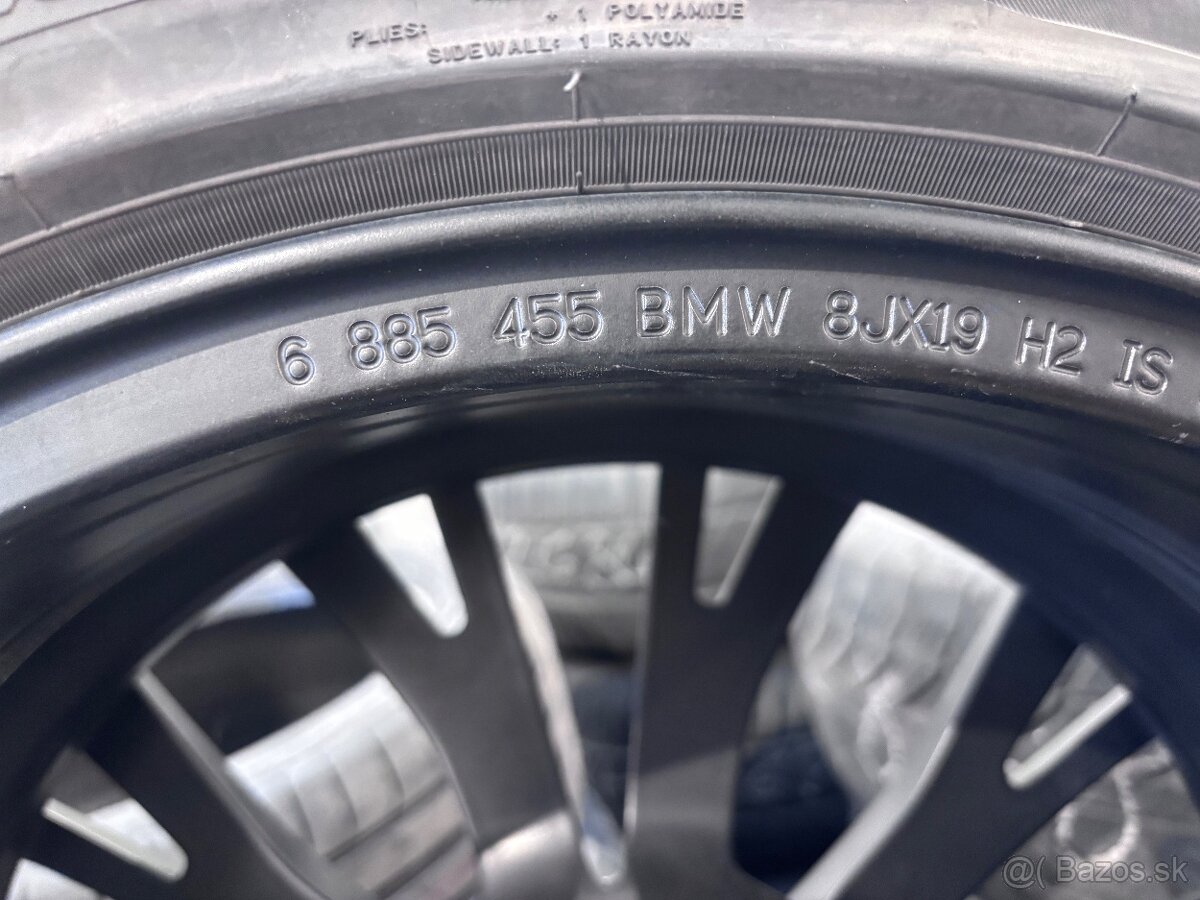 + 1 POLYAMIDE
PLIES:
SIDEWALL: 1 RAYON
6 885 455 BMW 8JX19 H2 IS
Bazos.sk